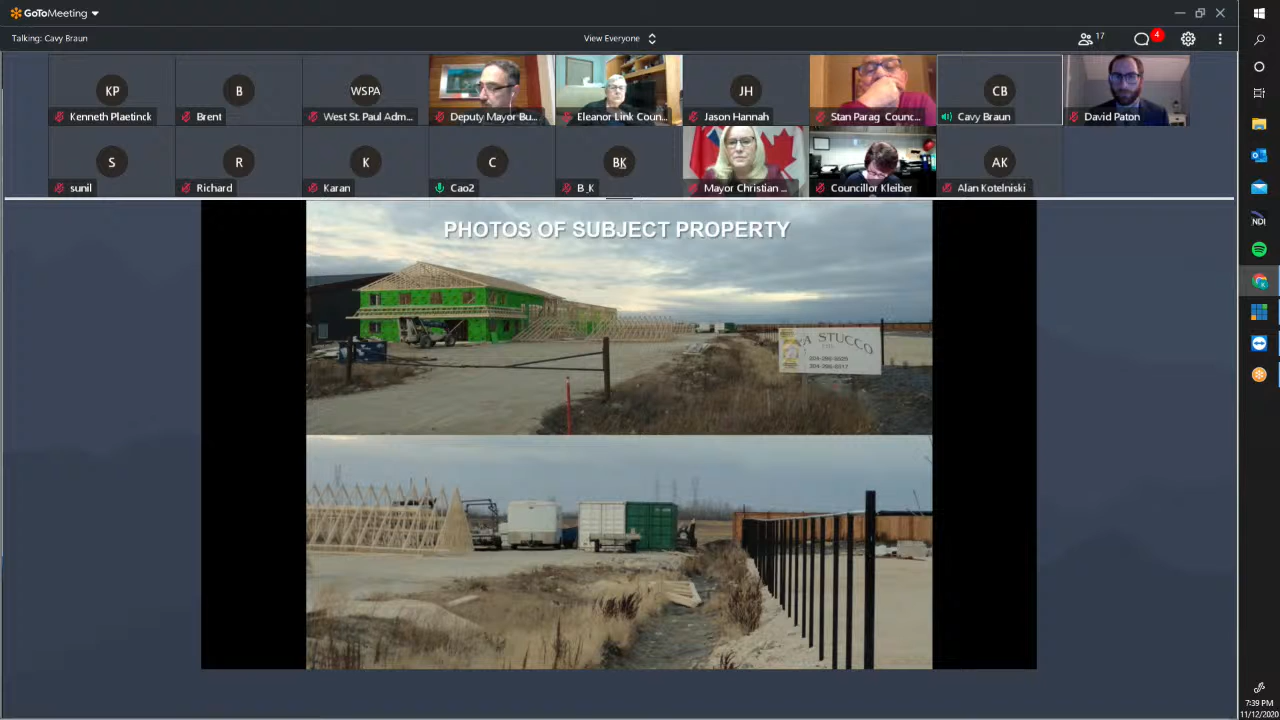 GoToMeeting
Talking: Cavy Braun
View Everyone
17
4
KP
Kenneth Plaetinck
B
Brent
WSPA
West St. Paul Adm...
Deputy Mayor Bu...
Eleanor Link Coun...
JH
Jason Hannah
Stan Parag Counc...
CB
Cavy Braun
David Paton
S
sunil
R
Richard
K
Karan
C
Cao2
BK
B_K
Mayor Christian ...
Councillor Kleiber
AK
Alan Kotelniski
NDI
PHOTOS OF SUBJECT PROPERTY
STUCCO
7:39 PM
11/12/2020